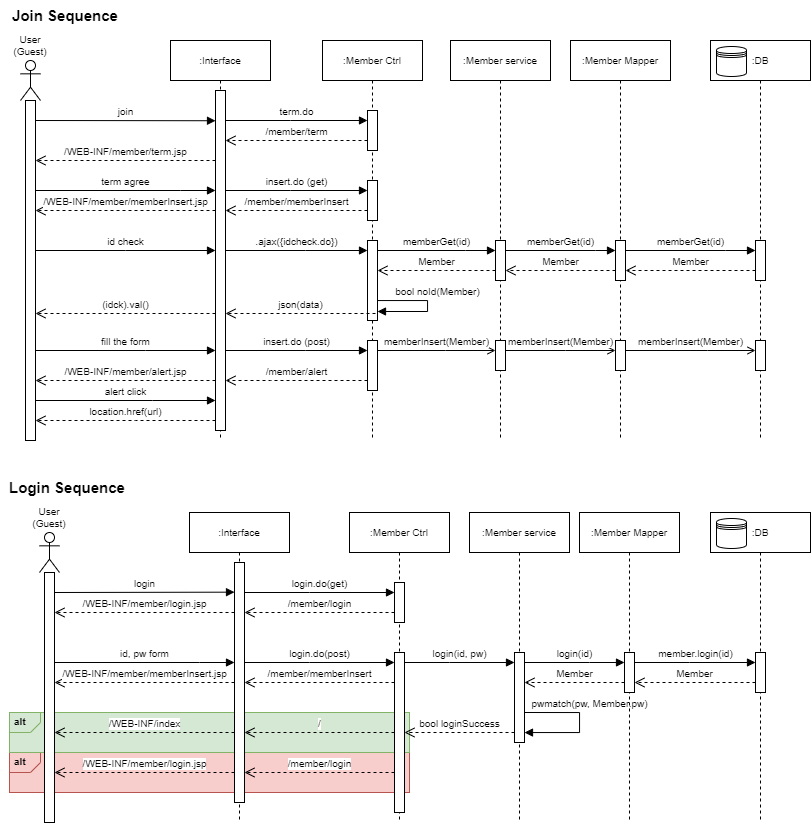 Join Sequence
User
(Guest)
:Interface
:Member Ctrl
:Member service
:Member Mapper
:DB
join
term.do
/member/term
/WEB-INF/member/term.jsp
term agree
insert.do (get)
/WEB-INF/member/memberInsert.jsp
/member/memberInsert
id check
.ajax({idcheck.do})
memberGet(id)
memberGet(id)
memberGet(id)
Member
Member
Member
bool noId(Member)
(idck).val()
json(data)
fill the form
insert.do (post)
memberInsert(Member)
memberInsert(Member)
memberInsert(Member)
/WEB-INF/member/alert.jsp
/member/alert
alert click
location.href(url)
Login Sequence
User
(Guest)
:Interface
:Member Ctrl
:Member service
:Member Mapper
:DB
login
login.do(get)
/WEB-INF/member/login.jsp
/member/login
id, pw form
login.do(post)
login(id, pw)
login(id)
member.login(id)
/WEB-INF/member/memberInsert.jsp
/member/memberInsert
Member
Member
pwmatch(pw, Member.pw)
alt
/WEB-INF/index
/
bool loginSuccess
alt
/WEB-INF/member/login.jsp
/member/login